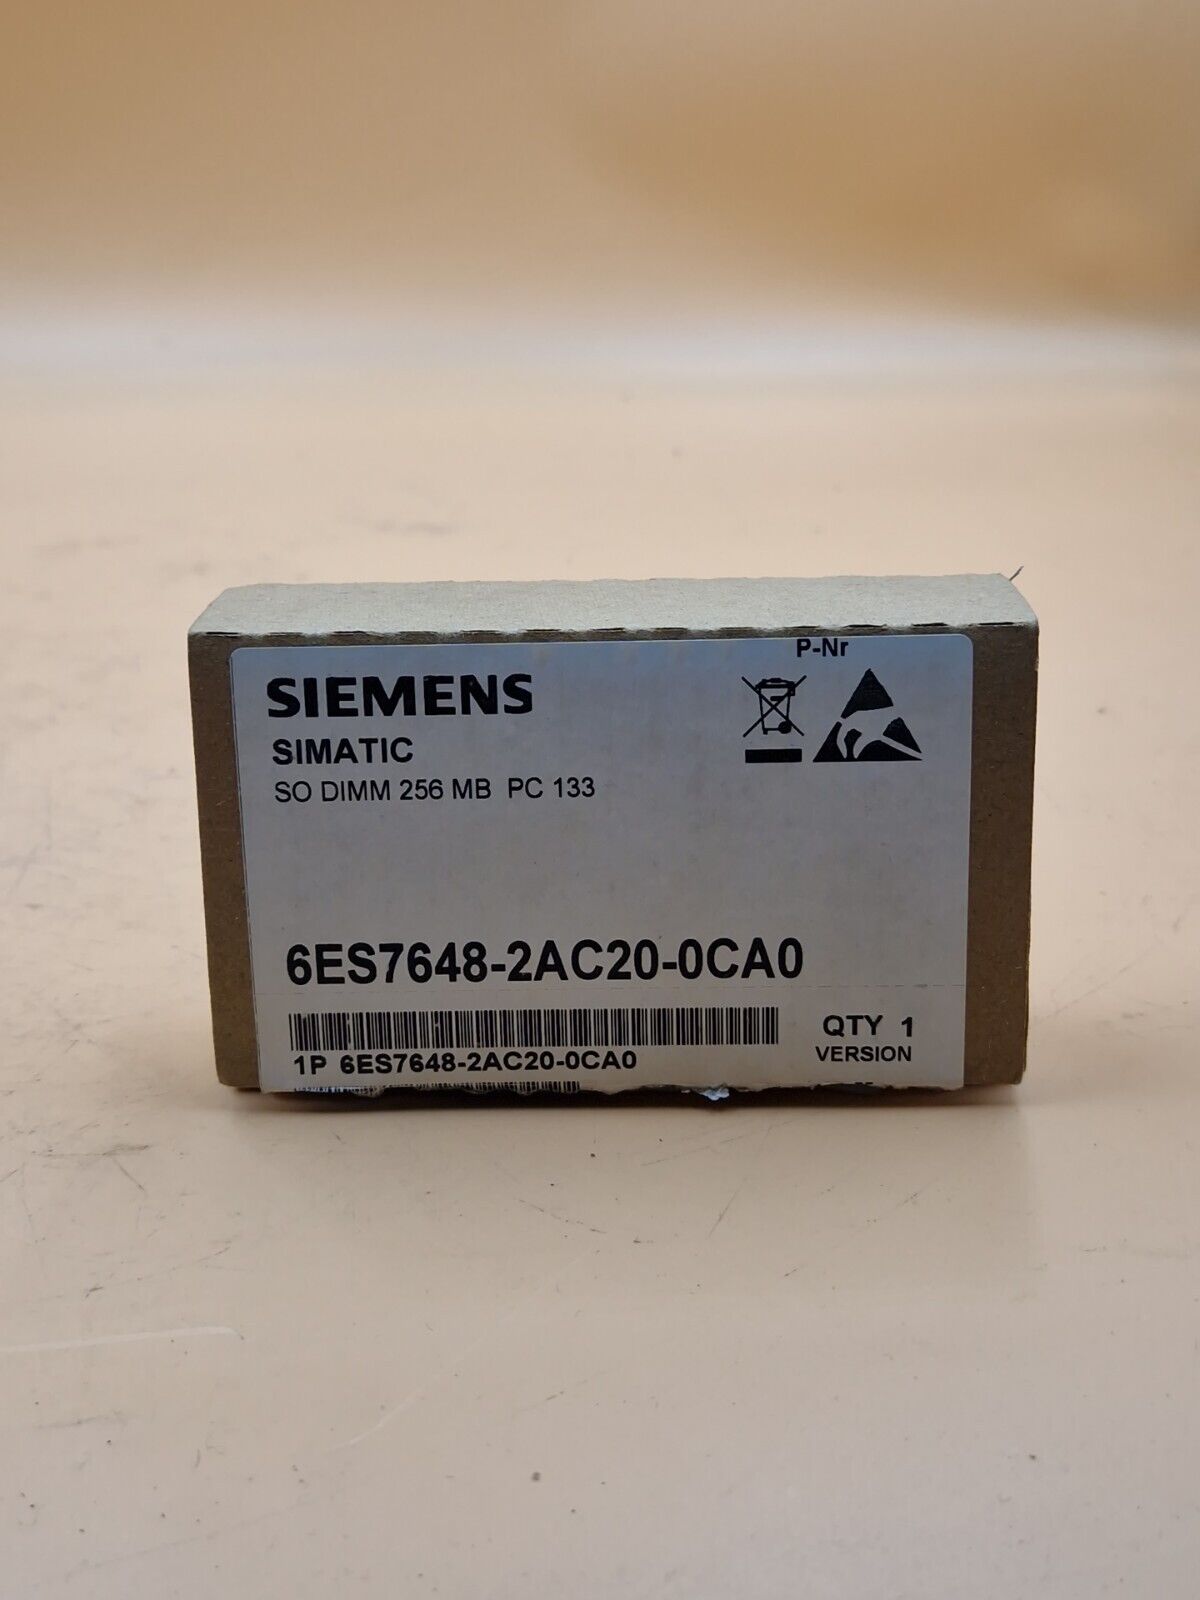 P-Nr
SIEMENS
SIMATIC
SO DIMM 256 MB PC 133
6ES7648-2AC20-0CA0
1P 6ES7648-2AC20-0CA0
QTY 1
VERSION